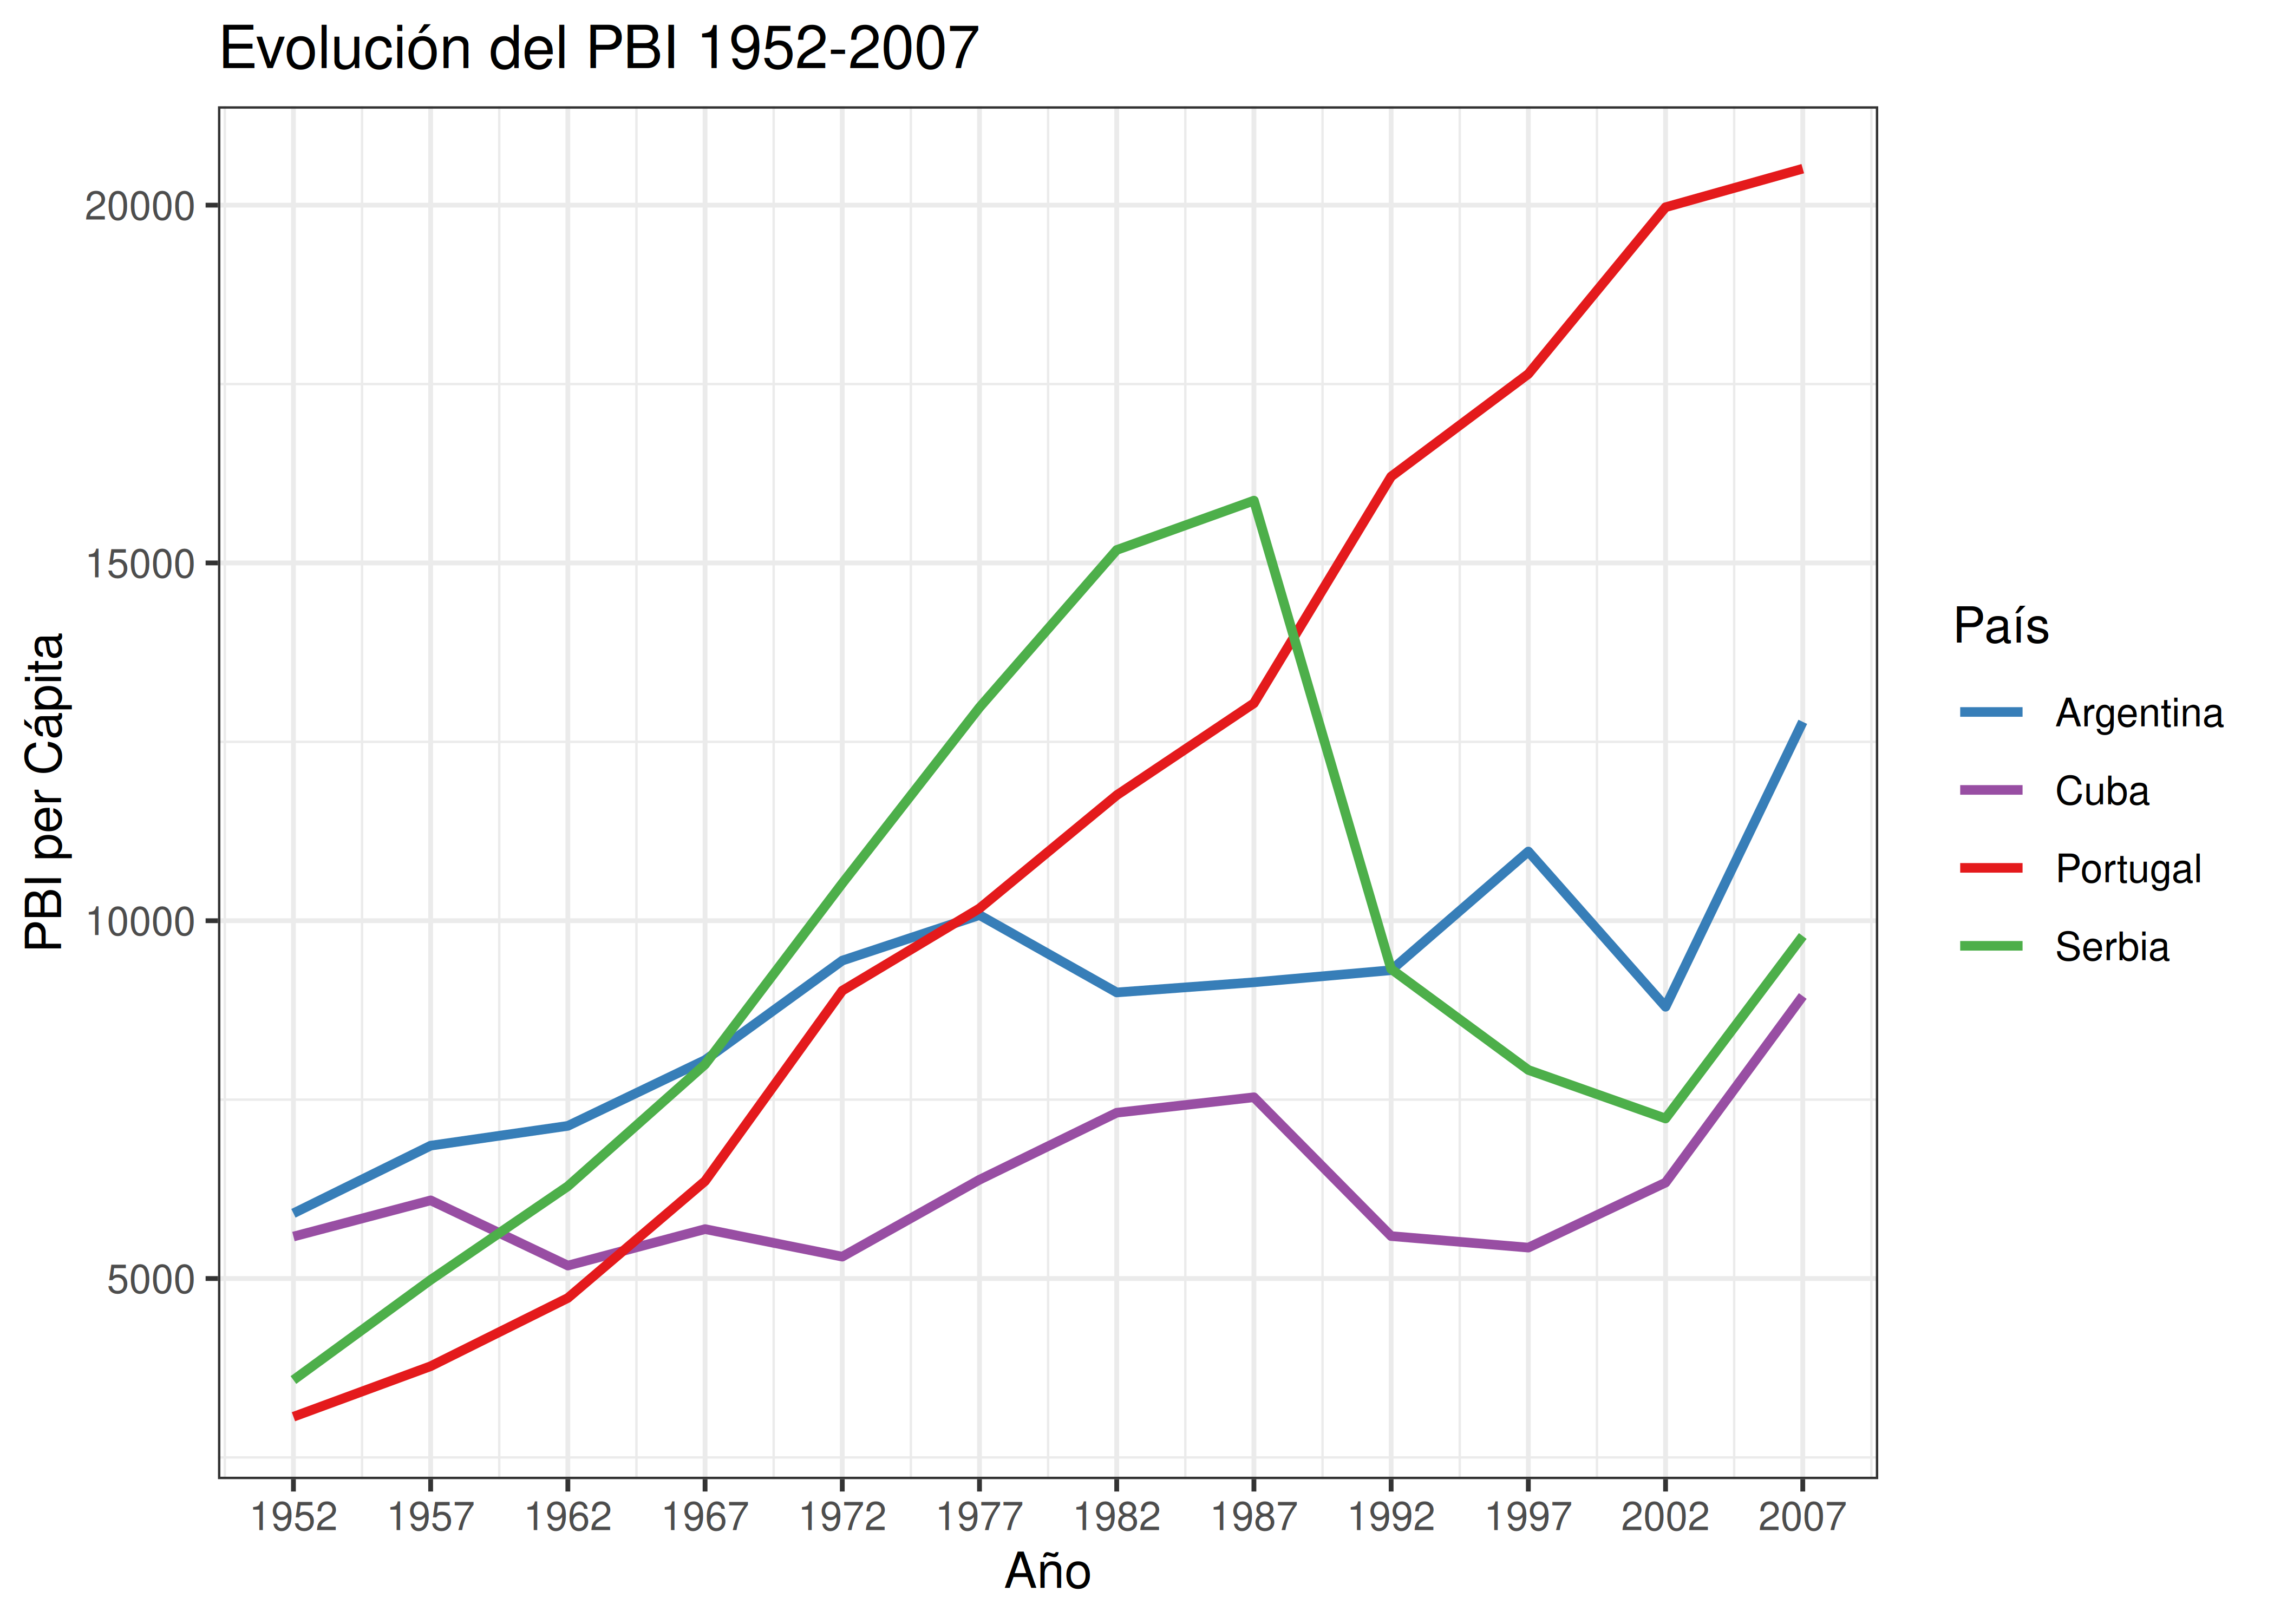 Evolución del PBI 1952-2007
PBI per Cápita
20000
15000
10000
5000
1952 1957 1962 1967 1972 1977 1982 1987 1992 1997 2002 2007
Año
País
Argentina
Cuba
Portugal
Serbia